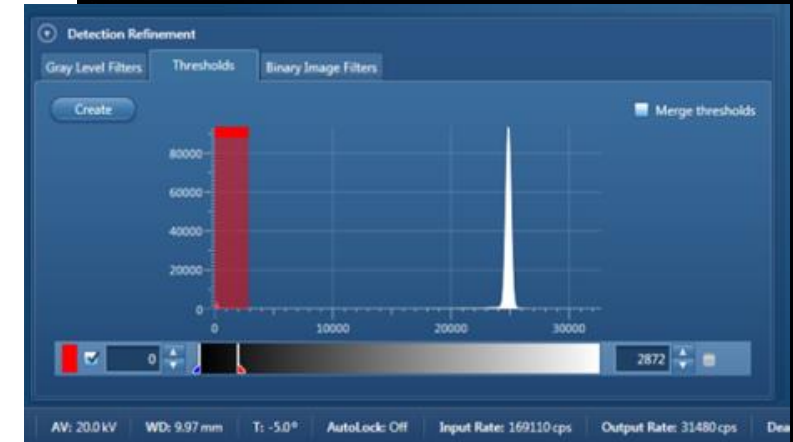 Detection Refinement
Gray Level Filters Thresholds Binary Image Filters
Create Merge thresholds
80000
60000
40000
20000
0
0 10000 20000 30000
0 2872
AV: 20.0 kV WD: 9.97 mm T: -5.0° AutoLock: Off Input Rate: 169110 cps Output Rate: 31480 cps